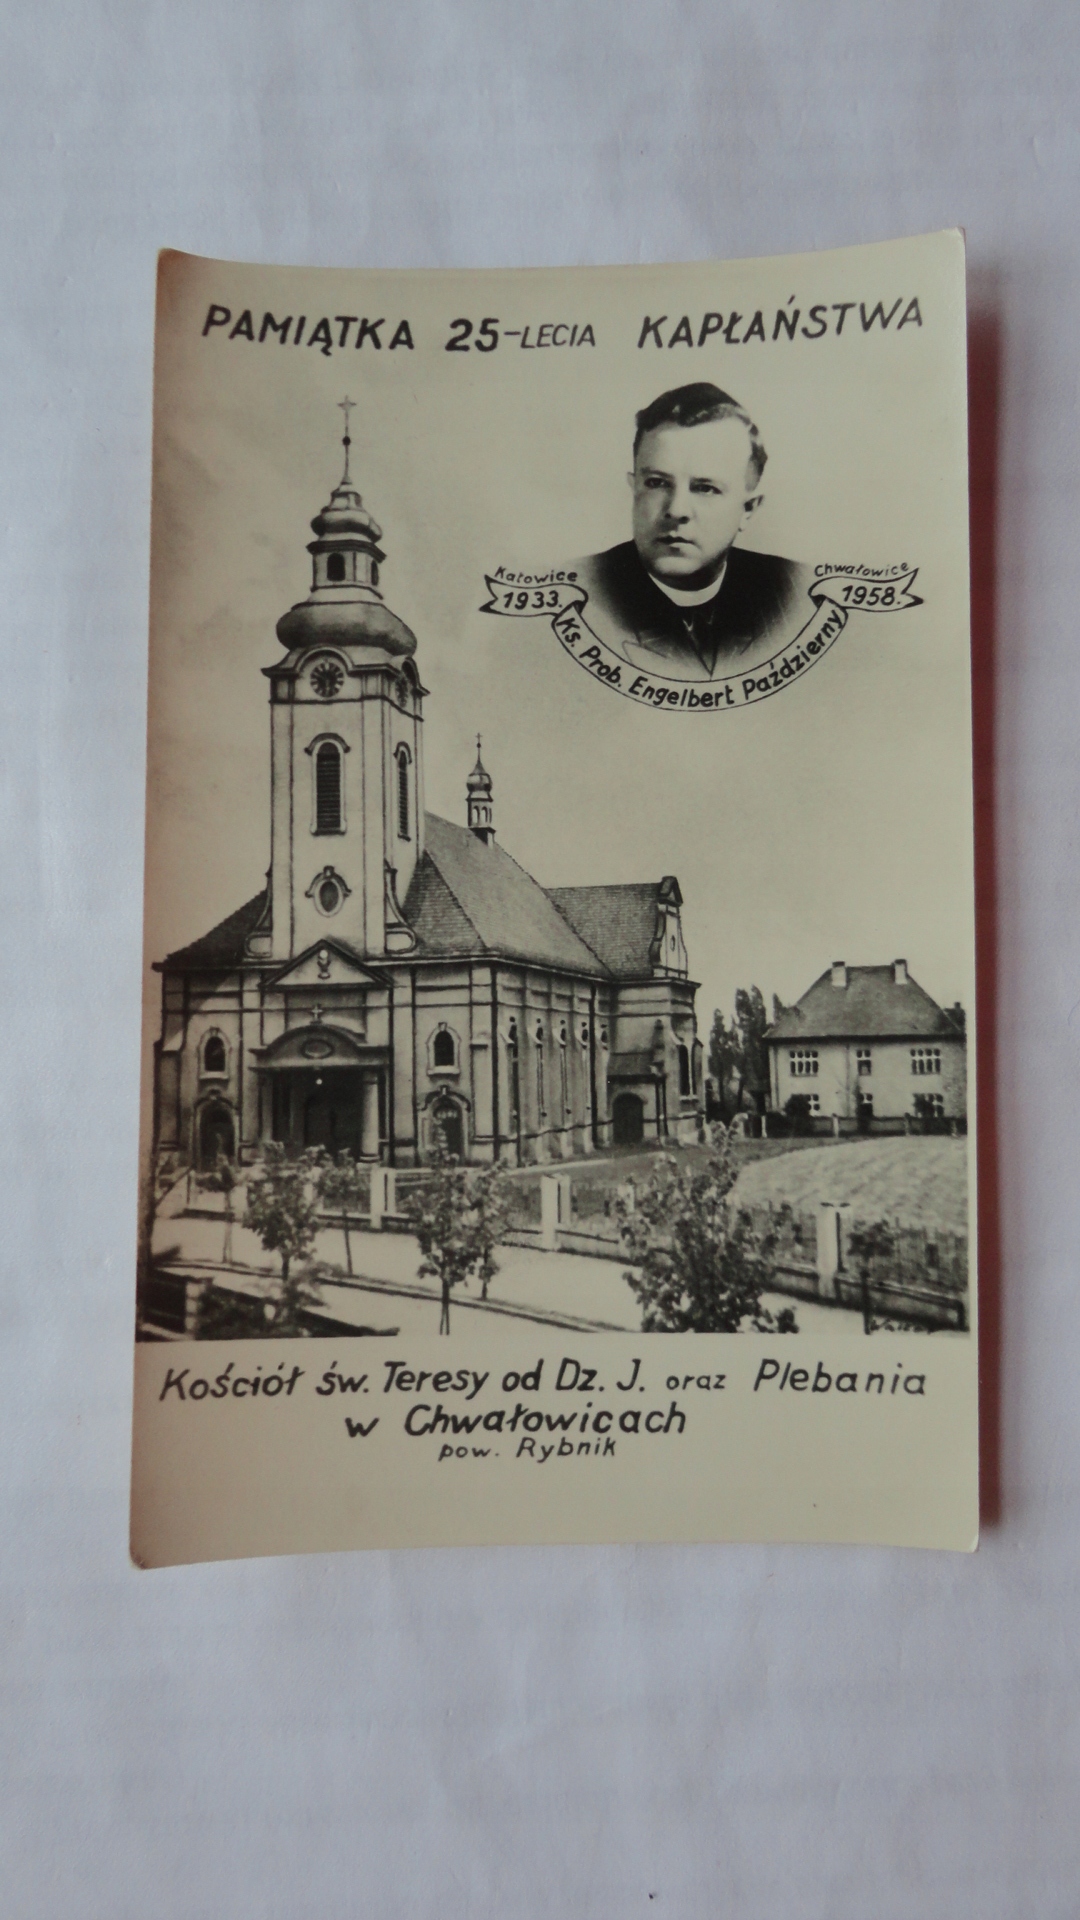 PAMIĄTKA 25-LECIA KAPŁAŃSTWA
Katowice
1933.
Chwałowice
1958.
Ks. Prob. Engelbert Październy
Kościół św. Teresy od Dz. J. oraz Plebania
w Chwałowicach
pow. Rybnik